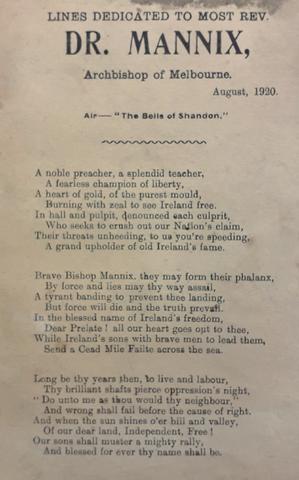 LINES DEDICATED TO MOST REV.
DR. MANNIX,
Archbishop of Melbourne.
August, 1920.
Air— "The Bells of Shandon."
A noble preacher, a splendid teacher,
A fearless champion of liberty,
A heart of gold, of the purest mould,
Burning with zeal to see Ireland free.
In hall and pulpit, denounced each culprit,
Who seeks to crush out our Nation's claim,
Their threats unheeding, to us you're speeding,
A grand upholder of old Ireland's fame.
Brave Bishop Mannix. they may form their phalanx,
By force and lies may thy way assail,
A tyrant banding to prevent thee landing,
But force will die and the truth prevail.
In the blessed name of Ireland's freedom,
Dear Prelate ! all our heart goes out to thee,
While Ireland's sons with brave men to lead them,
Send a Cead Mile Failte across the sea.
Long be thy years then, to live and labour,
Thy brilliant shafts pierce oppression's night,
" Do unto me as thou would thy neighbour,"
And wrong shall fail before the cause of right.
And when the sun shines o'er hill and valley,
Of our dear land, Independent, Free !
Our sons shall muster a mighty rally,
And blessed for ever thy name shall be.